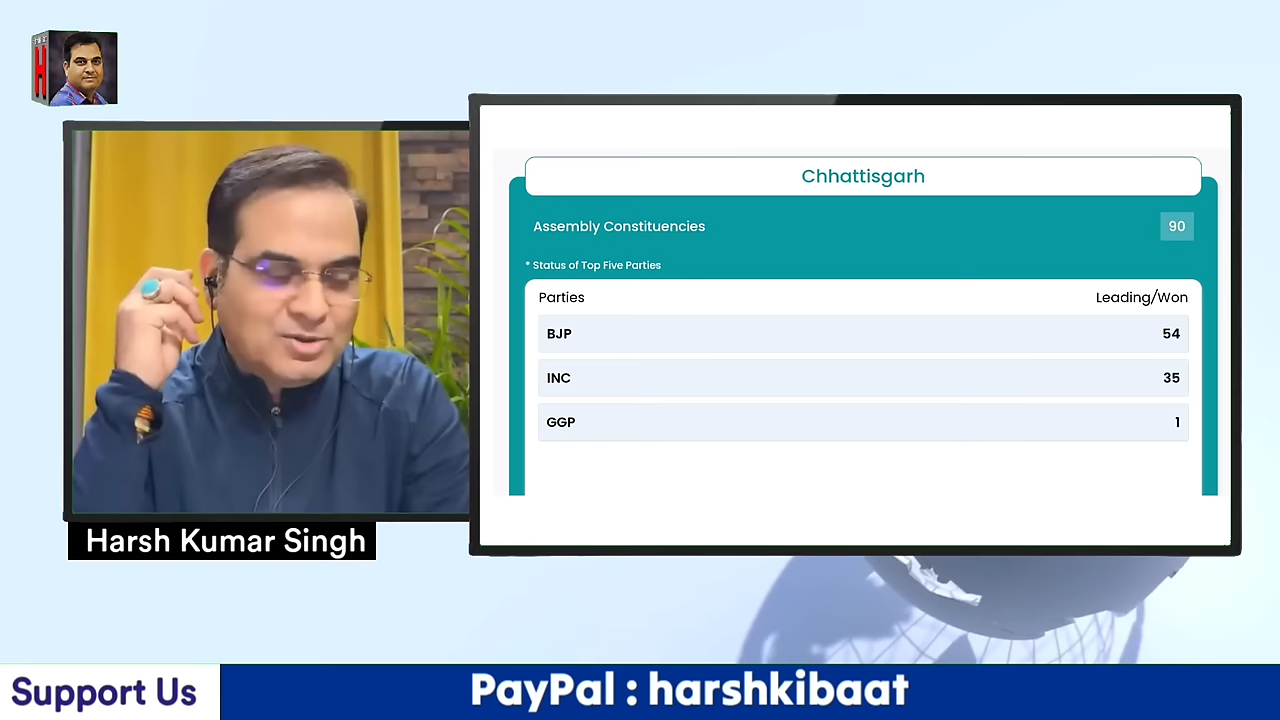 H
Chhattisgarh
Assembly Constituencies 90
* Status of Top Five Parties
Parties Leading/Won
BJP 54
INC 35
GGP 1
Harsh Kumar Singh
Support Us PayPal : harshkibaat